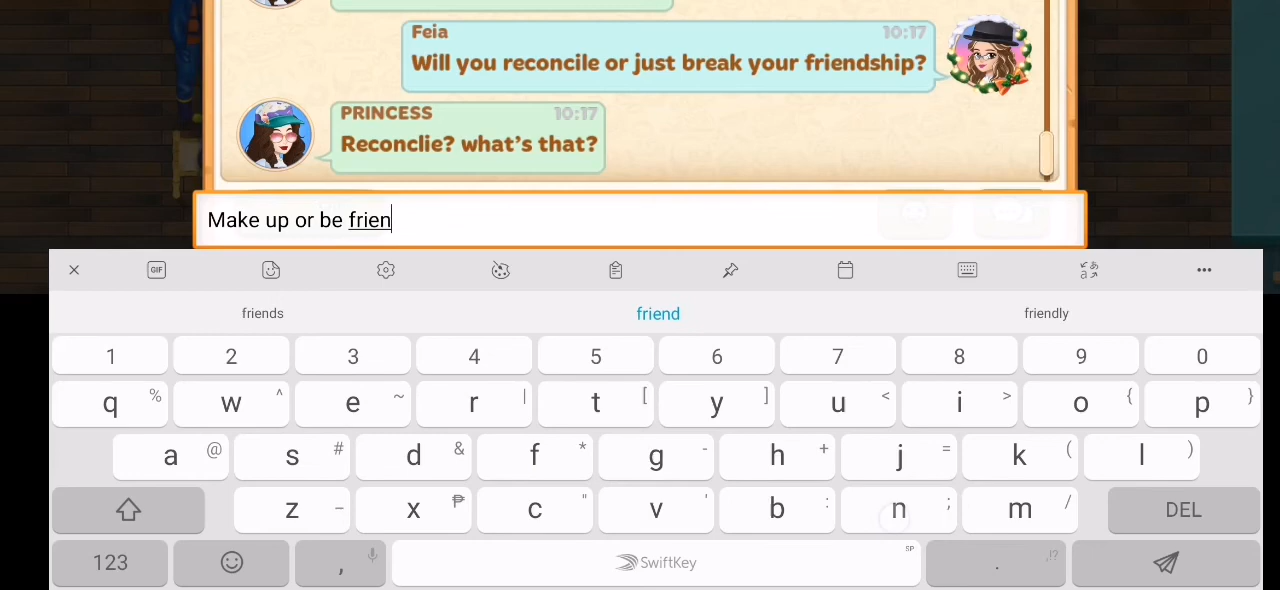 Feia 10:17
Will you reconcile or just break your friendship?
PRINCESS 10:17
Reconclie? what's that?
Make up or be frien
GIF
friends friend friendly
1 2 3 4 5 6 7 8 9 0
q % w ^ e ~ r | t [ y ] u < i > o { p }
a @ s # d & f * g - h + j = k ( l )
z _ x ₱ c " v ' b : n ; m / DEL
123 , SwiftKey SP . ,!?